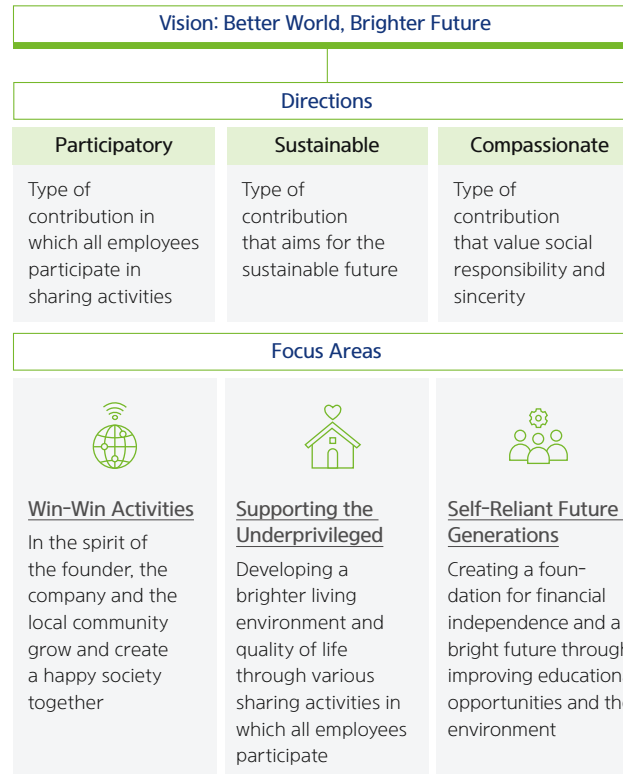 Vision: Better World, Brighter Future
Directions
Participatory
Type of
contribution in
which all employees
participate in
sharing activities
Sustainable
Type of
contribution
that aims for the
sustainable future
Compassionate
Type of
contribution
that value social
responsibility and
sincerity
Focus Areas
Win-Win Activities
In the spirit of
the founder, the
company and the
local community
grow and create
a happy society
together
Supporting the
Underprivileged
Developing a
brighter living
environment and
quality of life
through various
sharing activities in
which all employees
participate
Self-Reliant Future
Generations
Creating a foun-
dation for financial
independence and a
bright future through
improving education
opportunities and the
environment